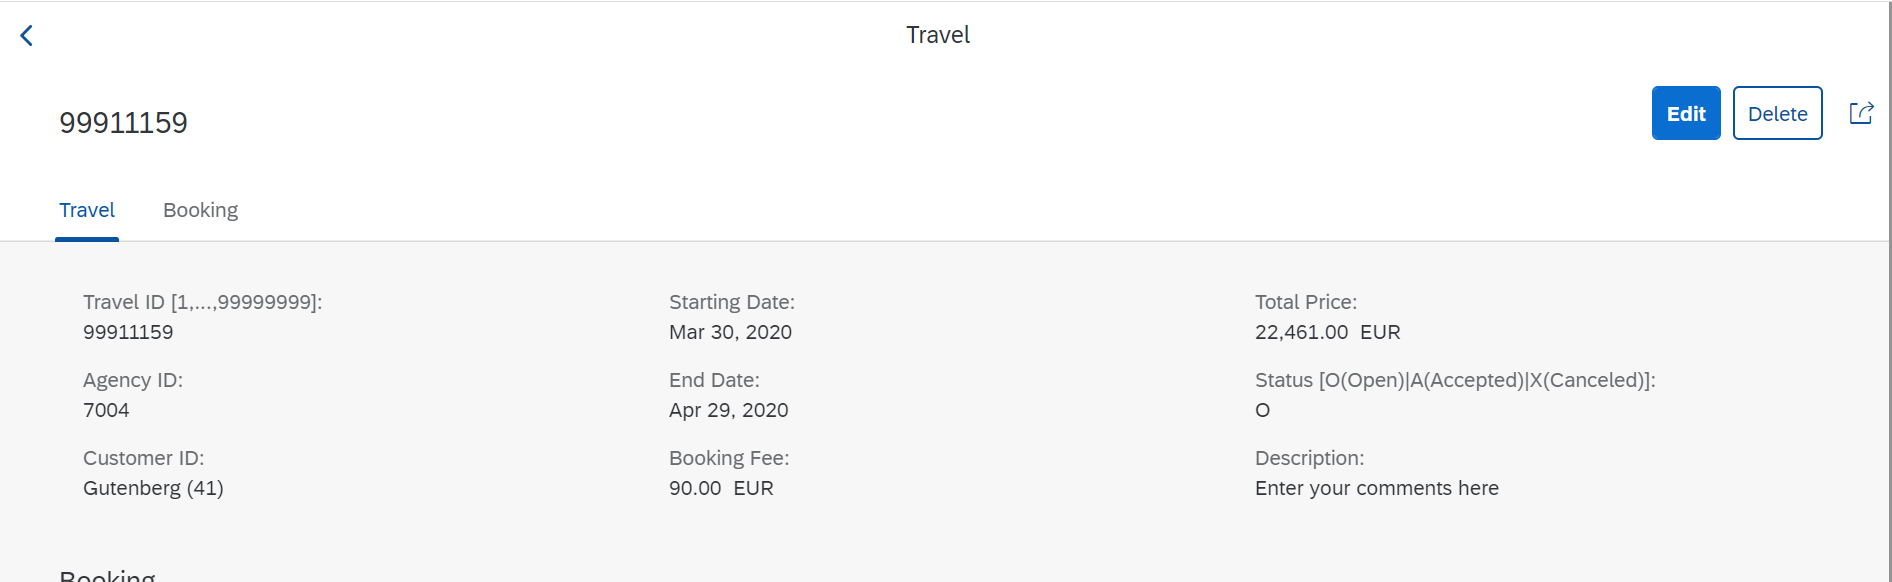 Travel
99911159
Edit
Delete
Travel
Booking
Travel ID [1,...,99999999]:
99911159
Starting Date:
Mar 30, 2020
Total Price:
22,461.00 EUR
Agency ID:
7004
End Date:
Apr 29, 2020
Status [O(Open)|A(Accepted)|X(Canceled)]:
O
Customer ID:
Gutenberg (41)
Booking Fee:
90.00 EUR
Description:
Enter your comments here
Booking